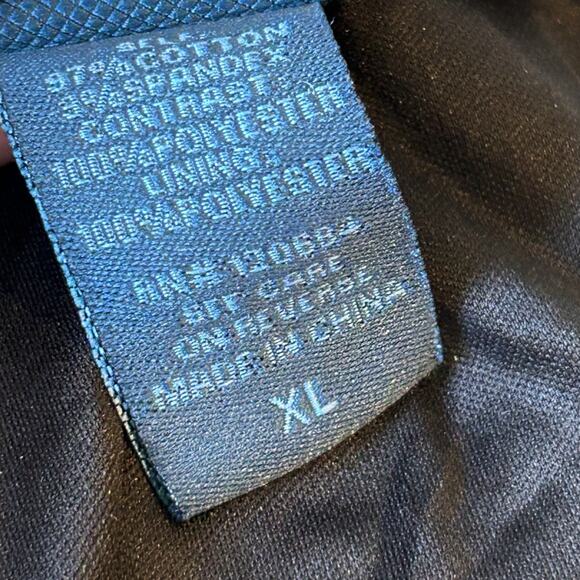 SELF:
97%COTTON
3%SPANDEX
CONTRAST:
100%POLYESTER
LINING:
100%POLYESTER
RN# 130684
SEE CARE
ON REVERSE
MADE IN CHINA
XL